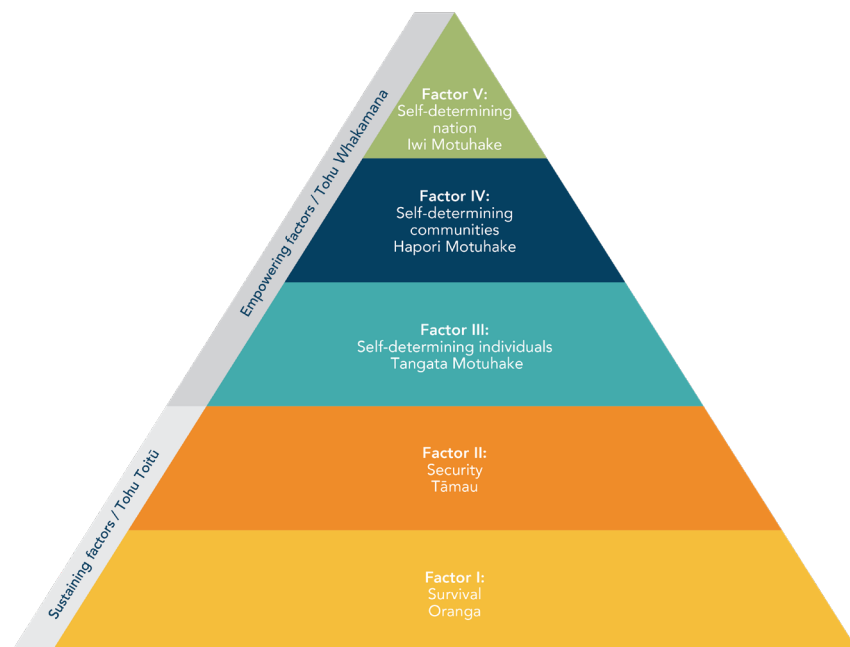 Factor V:
Self-determining
nation
Iwi Motuhake
Factor IV:
Self-determining
communities
Hapori Motuhake
Factor III:
Self-determining individuals
Tangata Motuhake
Factor II:
Security
Tāmau
Factor I:
Survival
Oranga
Empowering factors / Tohu Whakamana
Sustaining factors / Tohu Toitū